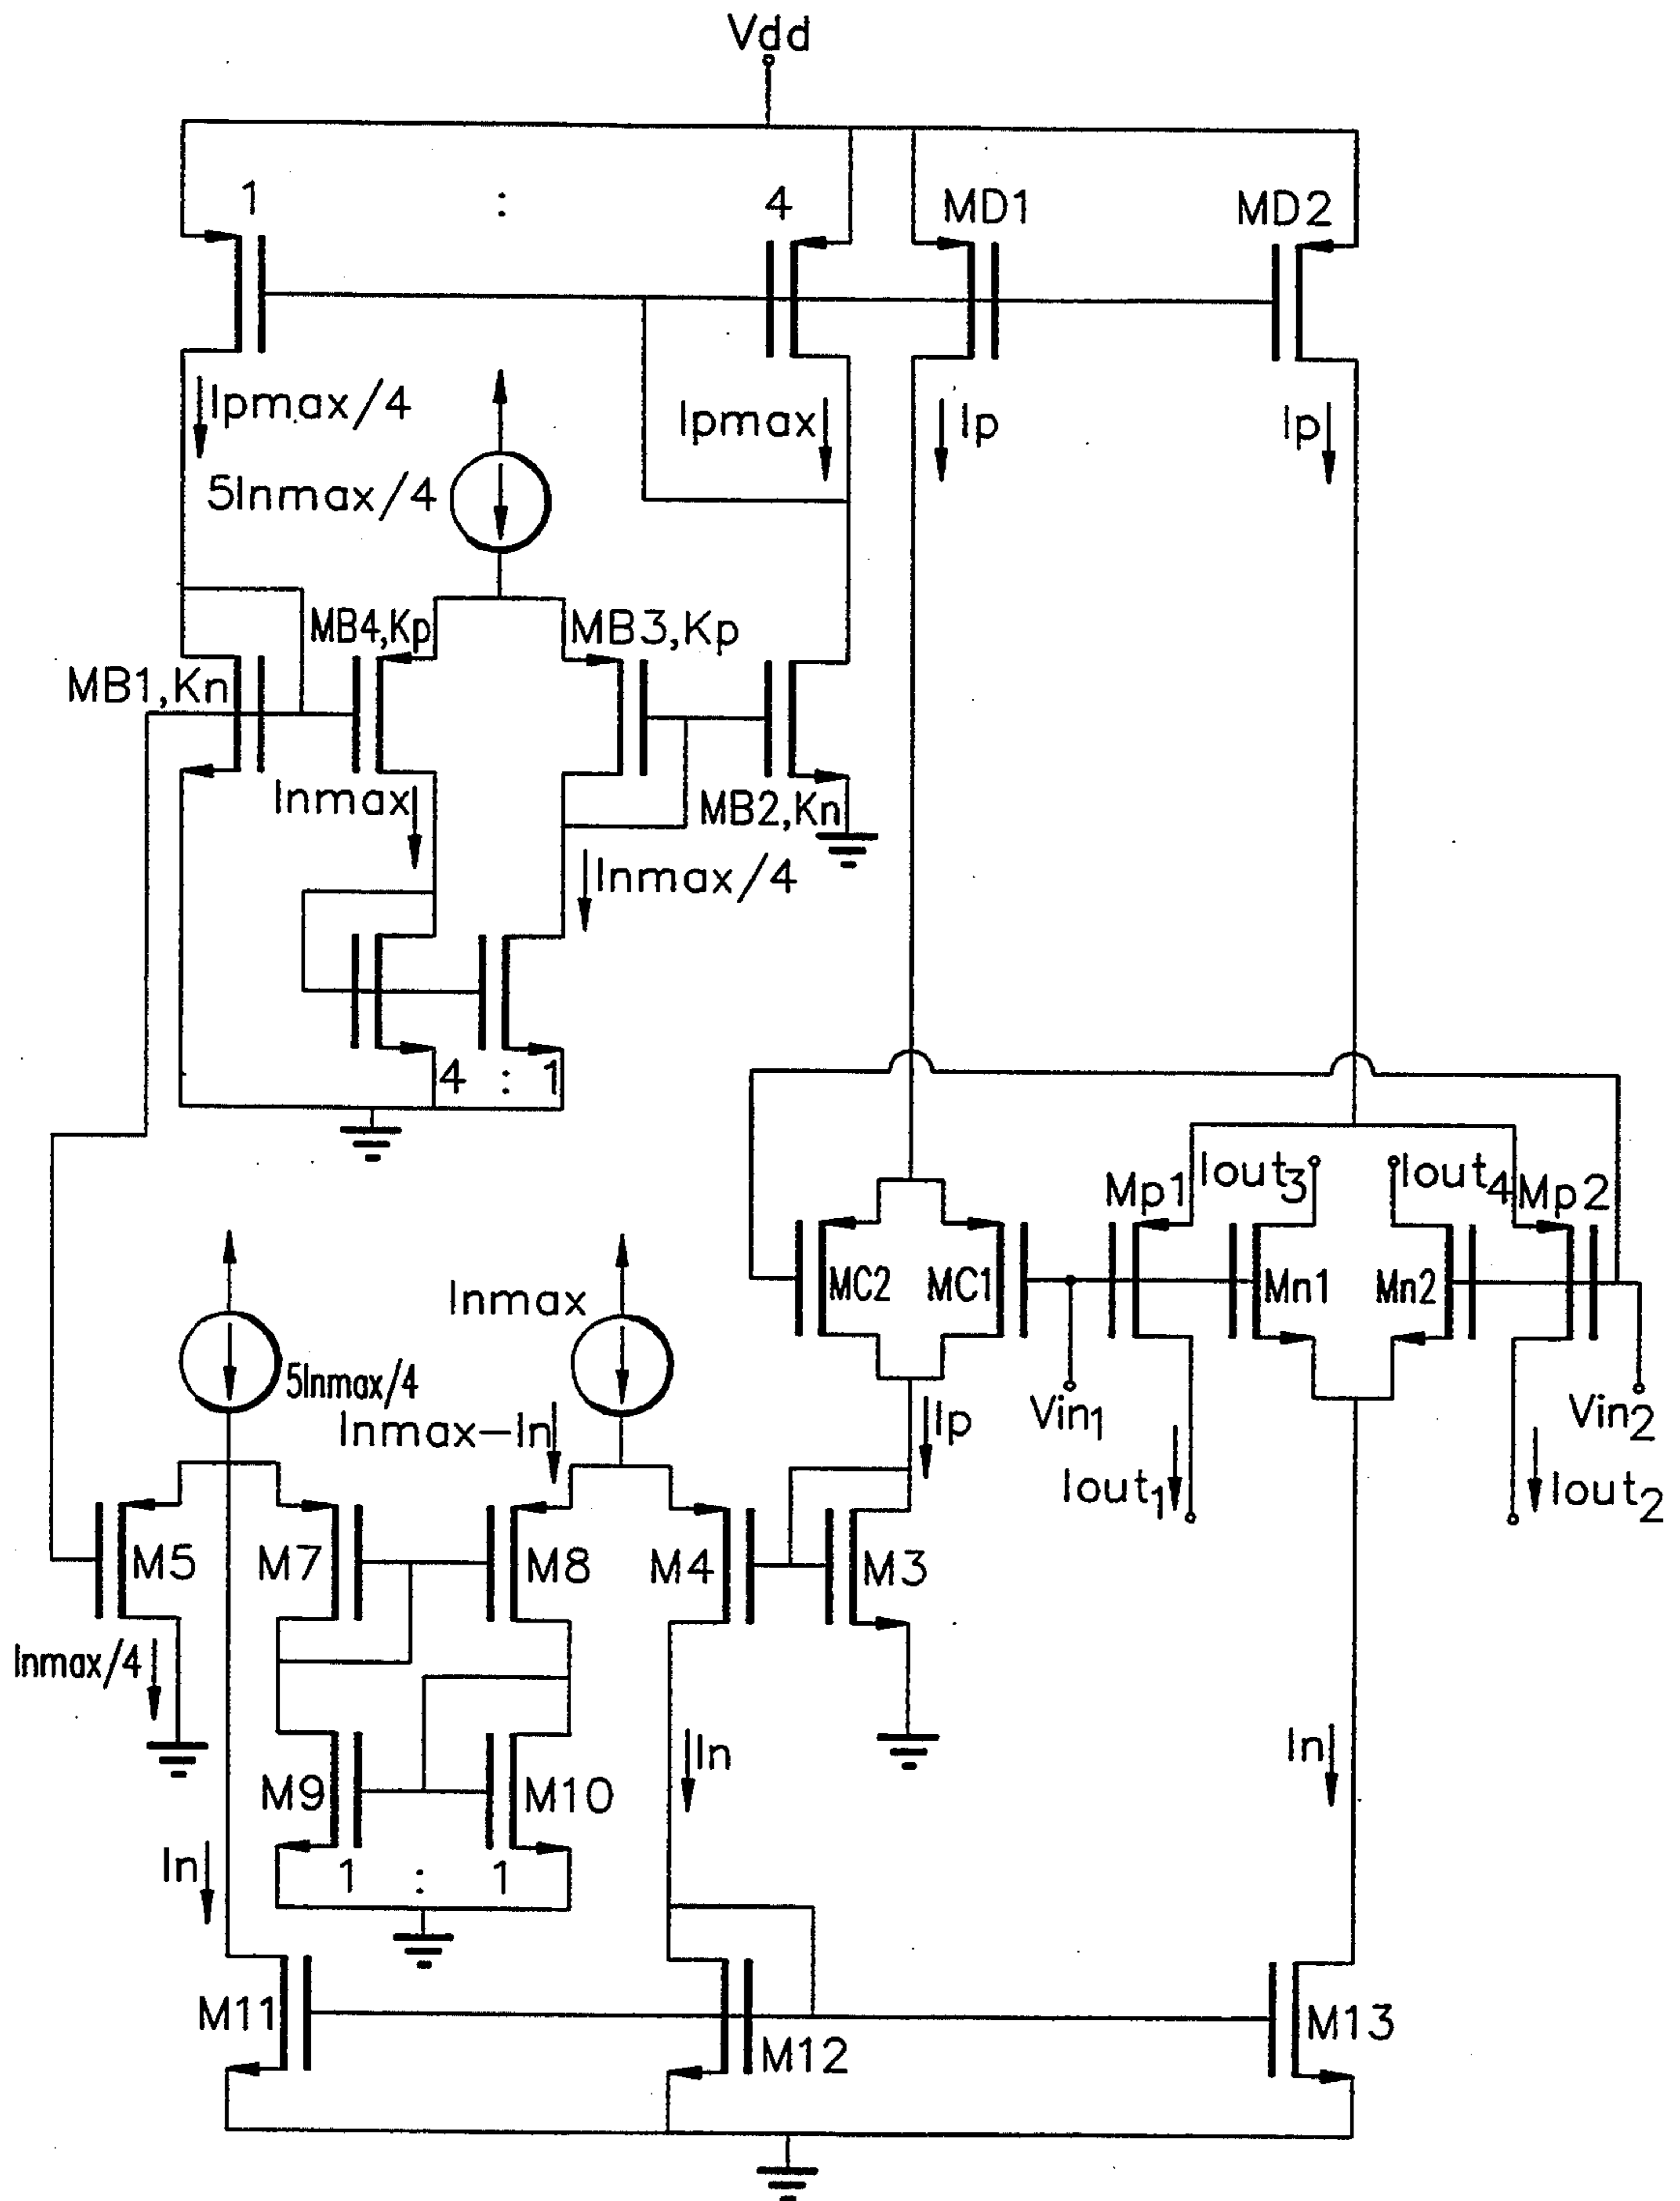 Vdd
1 : 4
MD1
MD2
Ipmax/4
Ipmax
Ip
Ip
5Inmax/4
MB4,Kp
MB3,Kp
MB1,Kn
Inmax
MB2,Kn
Inmax/4
4 : 1
Mp1
Iout3
Iout4
Mp2
MC2
MC1
Mn1
Mn2
Inmax
5Inmax/4
Inmax-In
Ip
Vin1
Vin2
Iout1
Iout2
M5
M7
M8
M4
M3
Inmax/4
In
In
M9
M10
In
1 : 1
M11
M12
M13